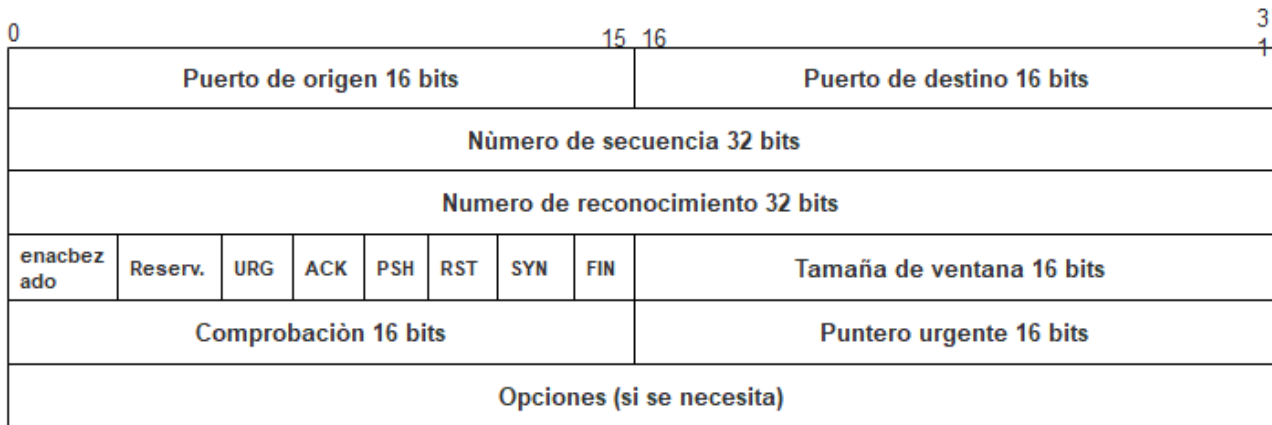 0 15 16 3
1
Puerto de origen 16 bits Puerto de destino 16 bits
Nùmero de secuencia 32 bits
Numero de reconocimiento 32 bits
enacbez
ado Reserv. URG ACK PSH RST SYN FIN Tamaña de ventana 16 bits
Comprobaciòn 16 bits Puntero urgente 16 bits
Opciones (si se necesita)